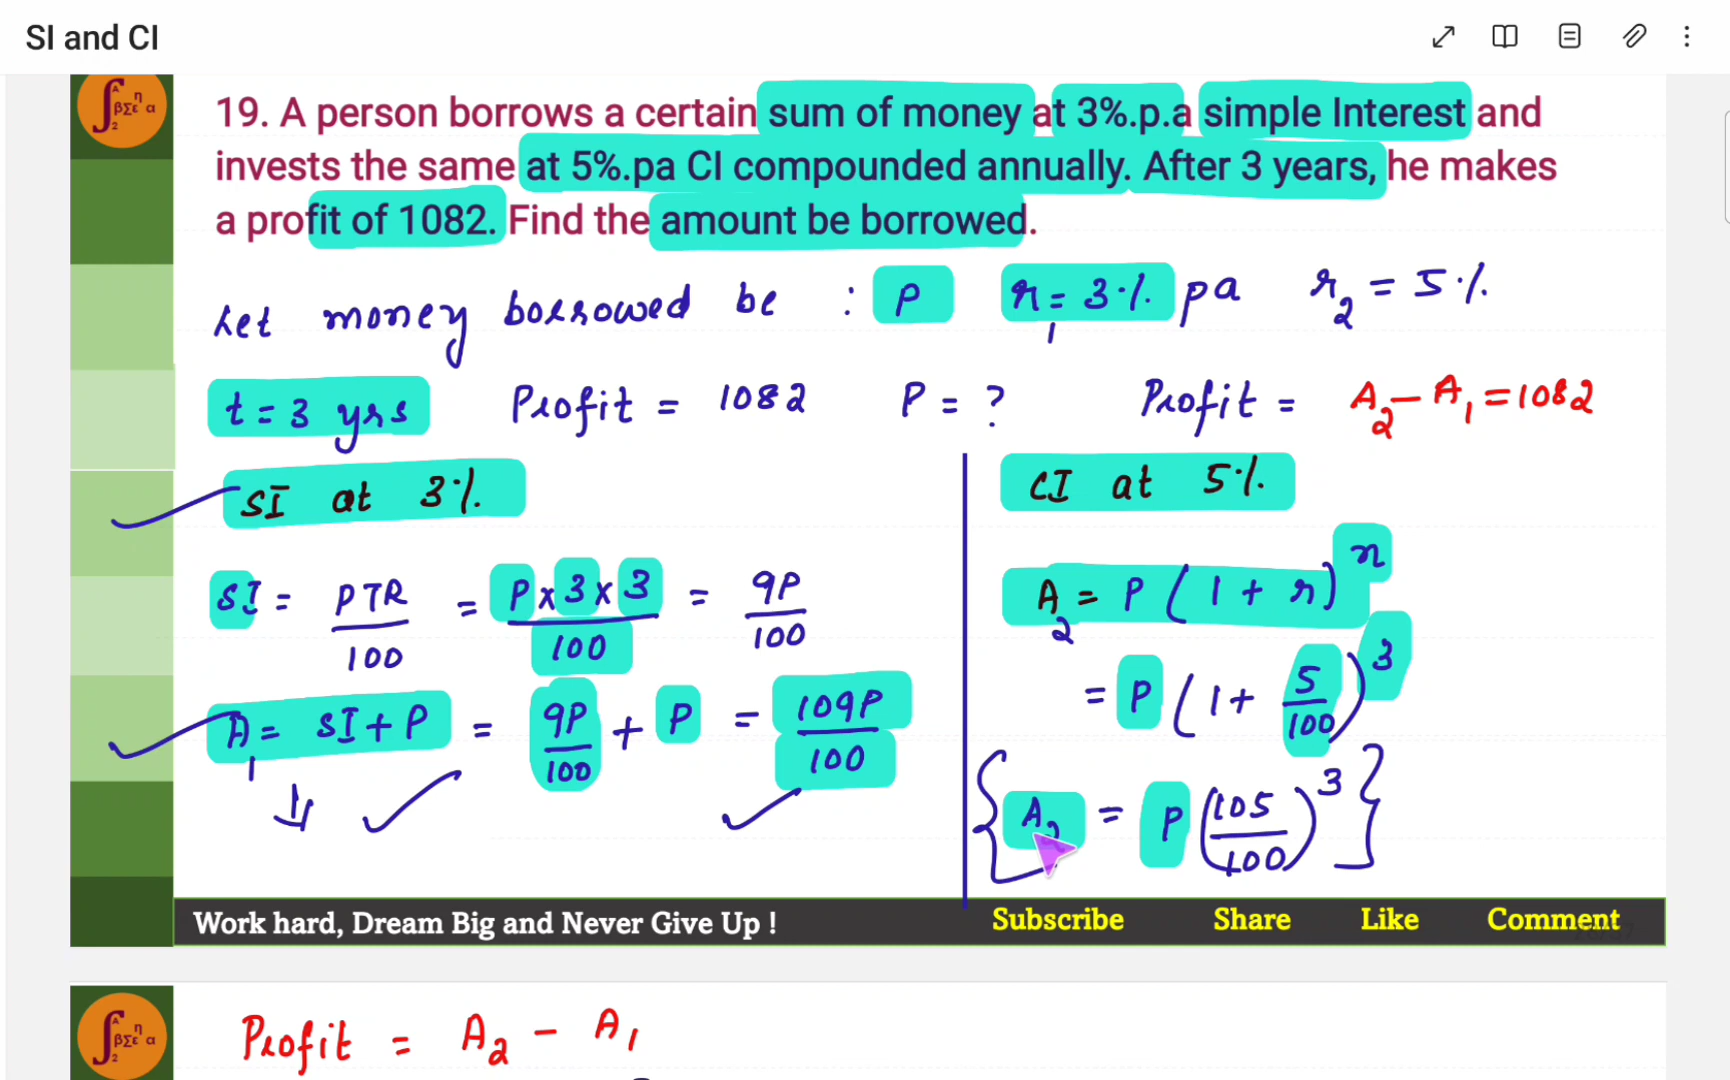 SI and CI
19. A person borrows a certain sum of money at 3%.p.a simple Interest and
invests the same at 5%.pa CI compounded annually. After 3 years, he makes
a profit of 1082. Find the amount be borrowed.
Let money borrowed be : P r₁ = 3% pa r₂ = 5%
t = 3 yrs Profit = 1082 P = ? Profit = A₂ - A₁ = 1082
SI at 3%
SI = PTR/100 = P×3×3/100 = 9P/100
A₁ = SI + P = 9P/100 + P = 109P/100
CI at 5%
A₂ = P(1 + r)ⁿ
= P(1 + 5/100)³
{A₂ = P(105/100)³}
Work hard, Dream Big and Never Give Up !
Subscribe Share Like Comment
Profit = A₂ - A₁